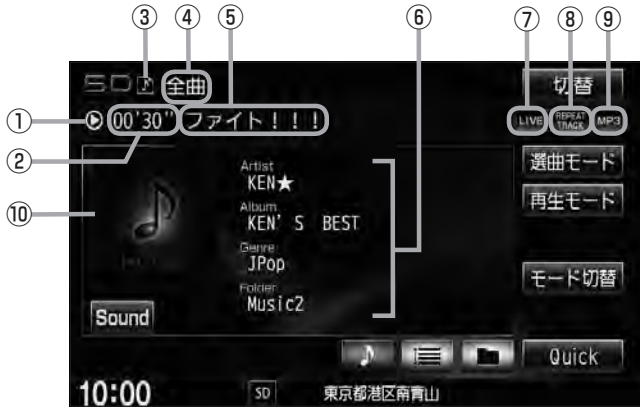 ③ ④ ⑤ ⑥ ⑦ ⑧ ⑨
SD 全曲 切替
① 00'30" ファイト！！！ LIVE REPEAT TRACK MP3
②
選曲モード
再生モード
⑩
Artist
KEN★
Album
KEN'S BEST
Genre
JPop
Folder
Music2
モード切替
Sound
Quick
10:00 SD 東京都港区南青山